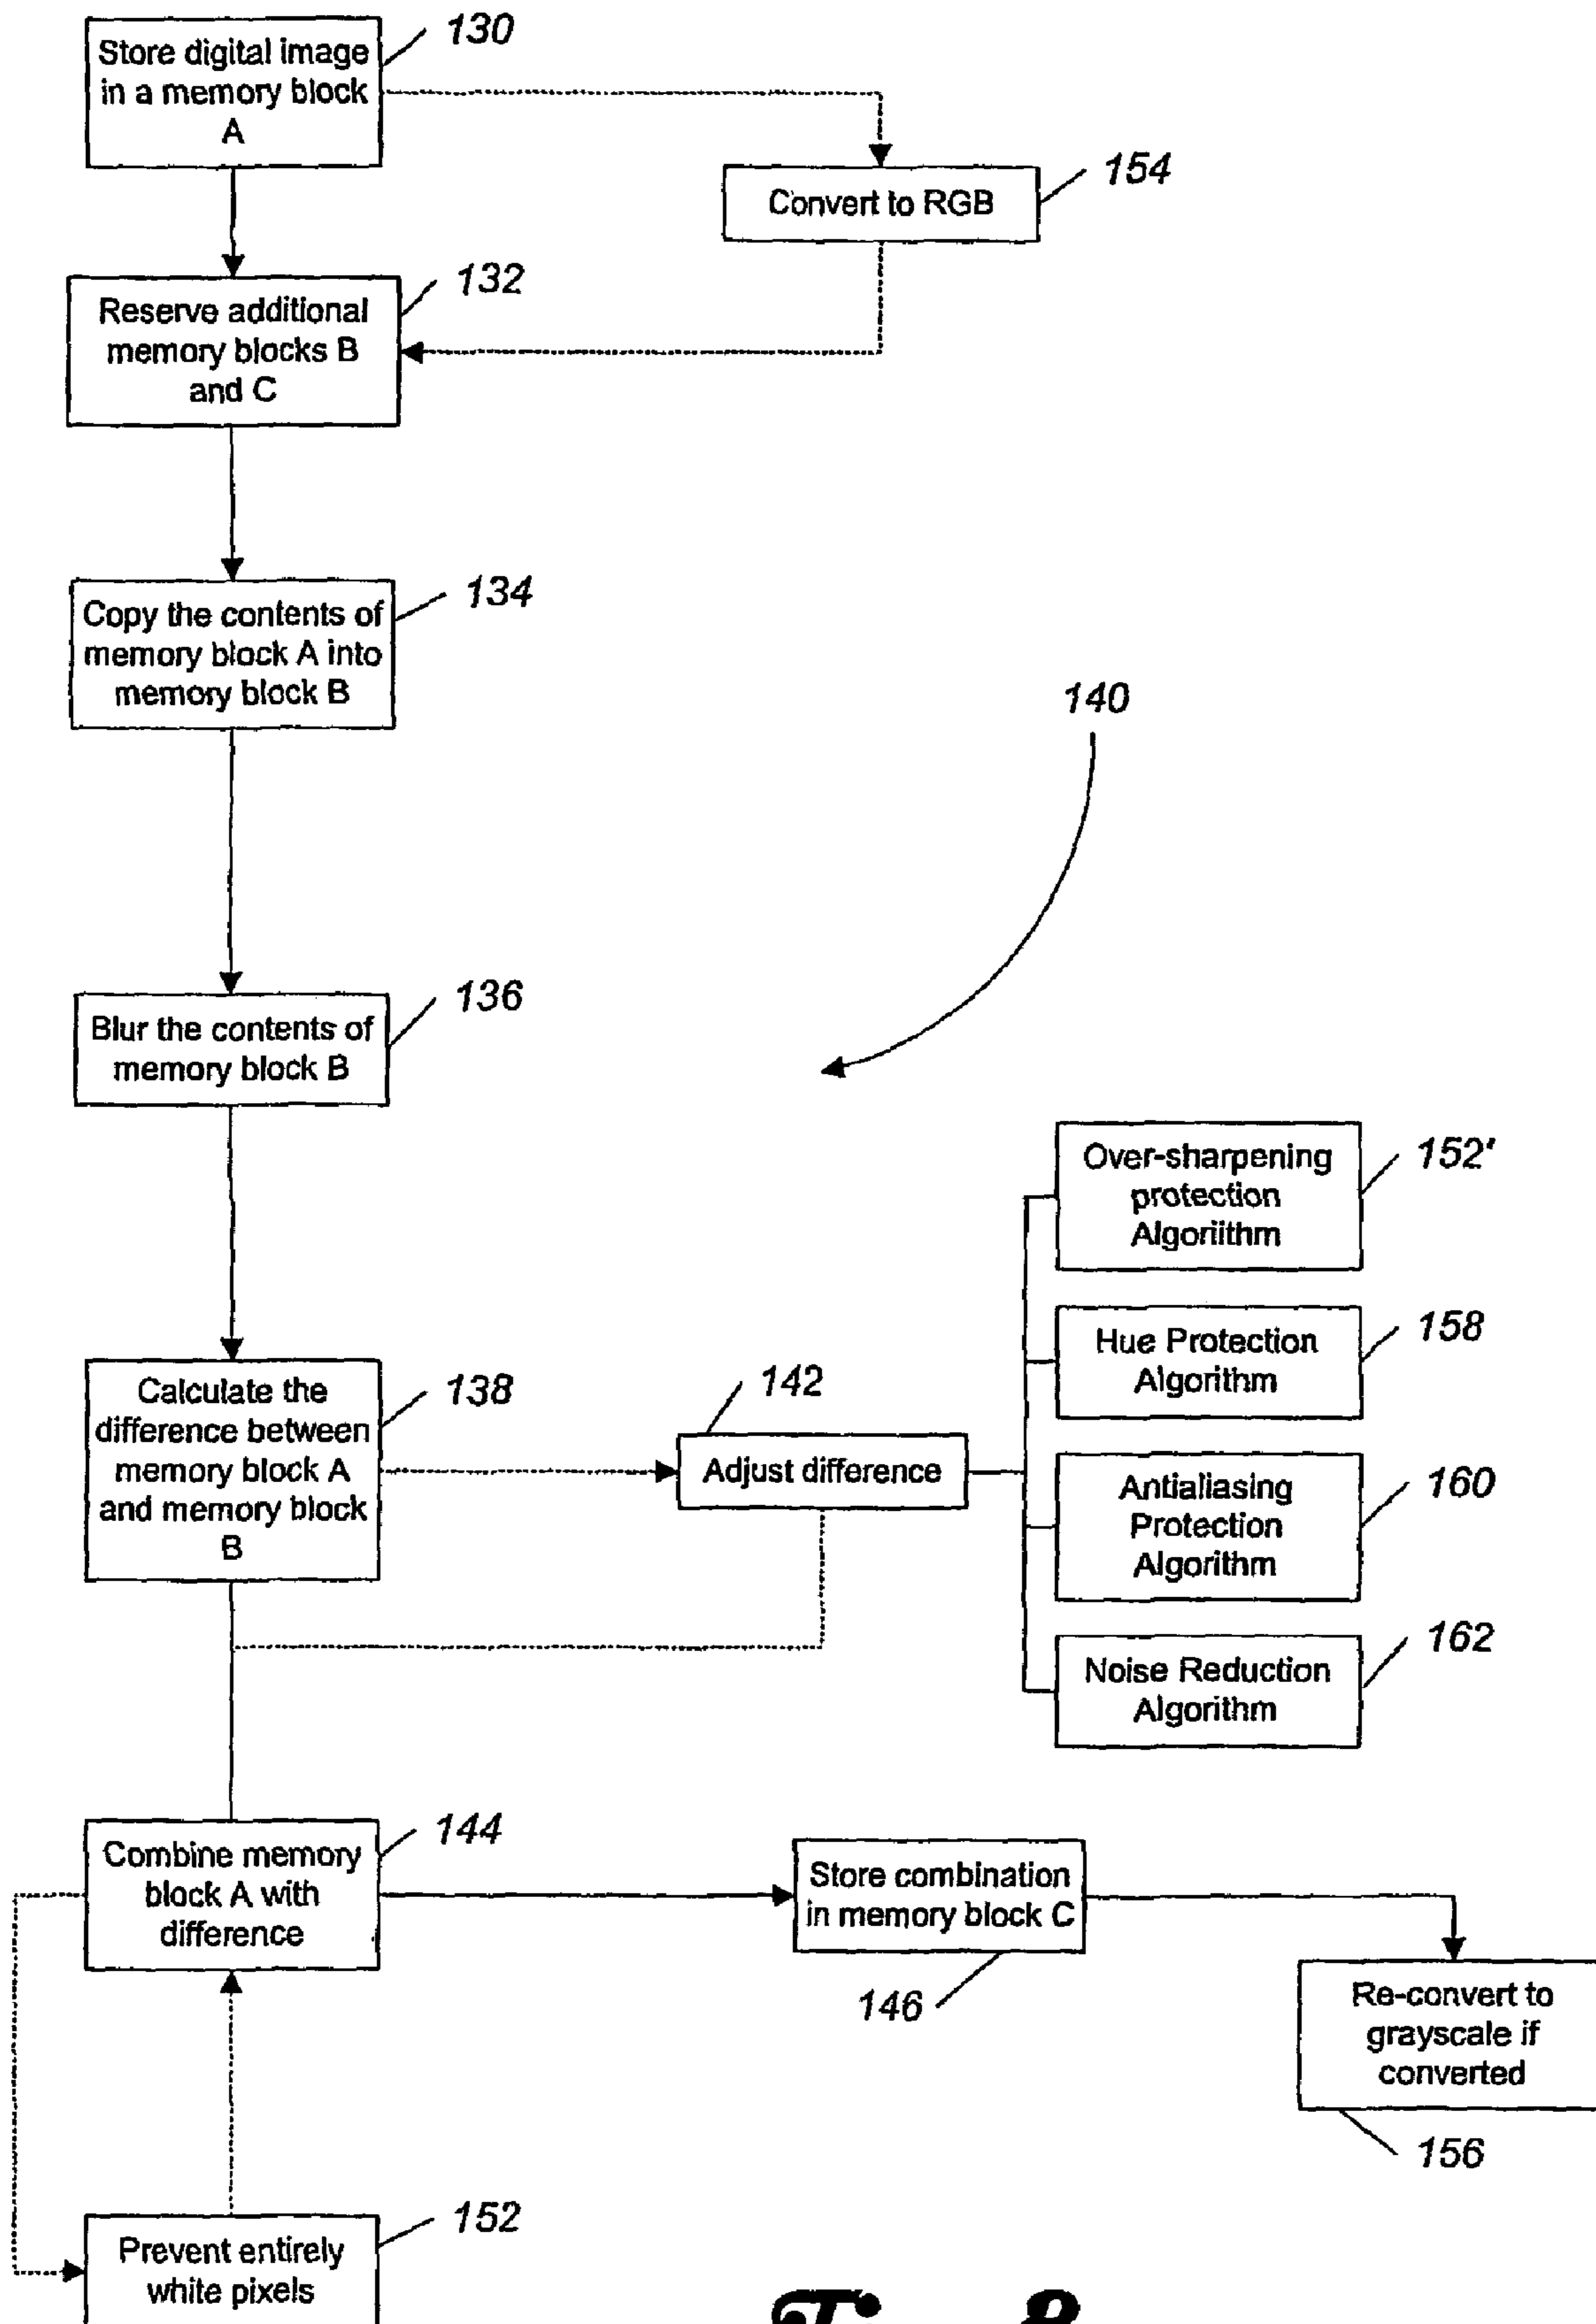 130
Store digital image
in a memory block
A
154
Convert to RGB
132
Reserve additional
memory blocks B
and C
134
Copy the contents of
memory block A into
memory block B
140
136
Blur the contents of
memory block B
152'
Over-sharpening
protection
Algoriithm
158
Hue Protection
Algorithm
138
Calculate the
difference between
memory block A
and memory block
B
142
Adjust difference
160
Antialiasing
Protection
Algorithm
162
Noise Reduction
Algorithm
144
Combine memory
block A with
difference
Store combination
in memory block C
146
Re-convert to
grayscale if
converted
156
152
Prevent entirely
white pixels